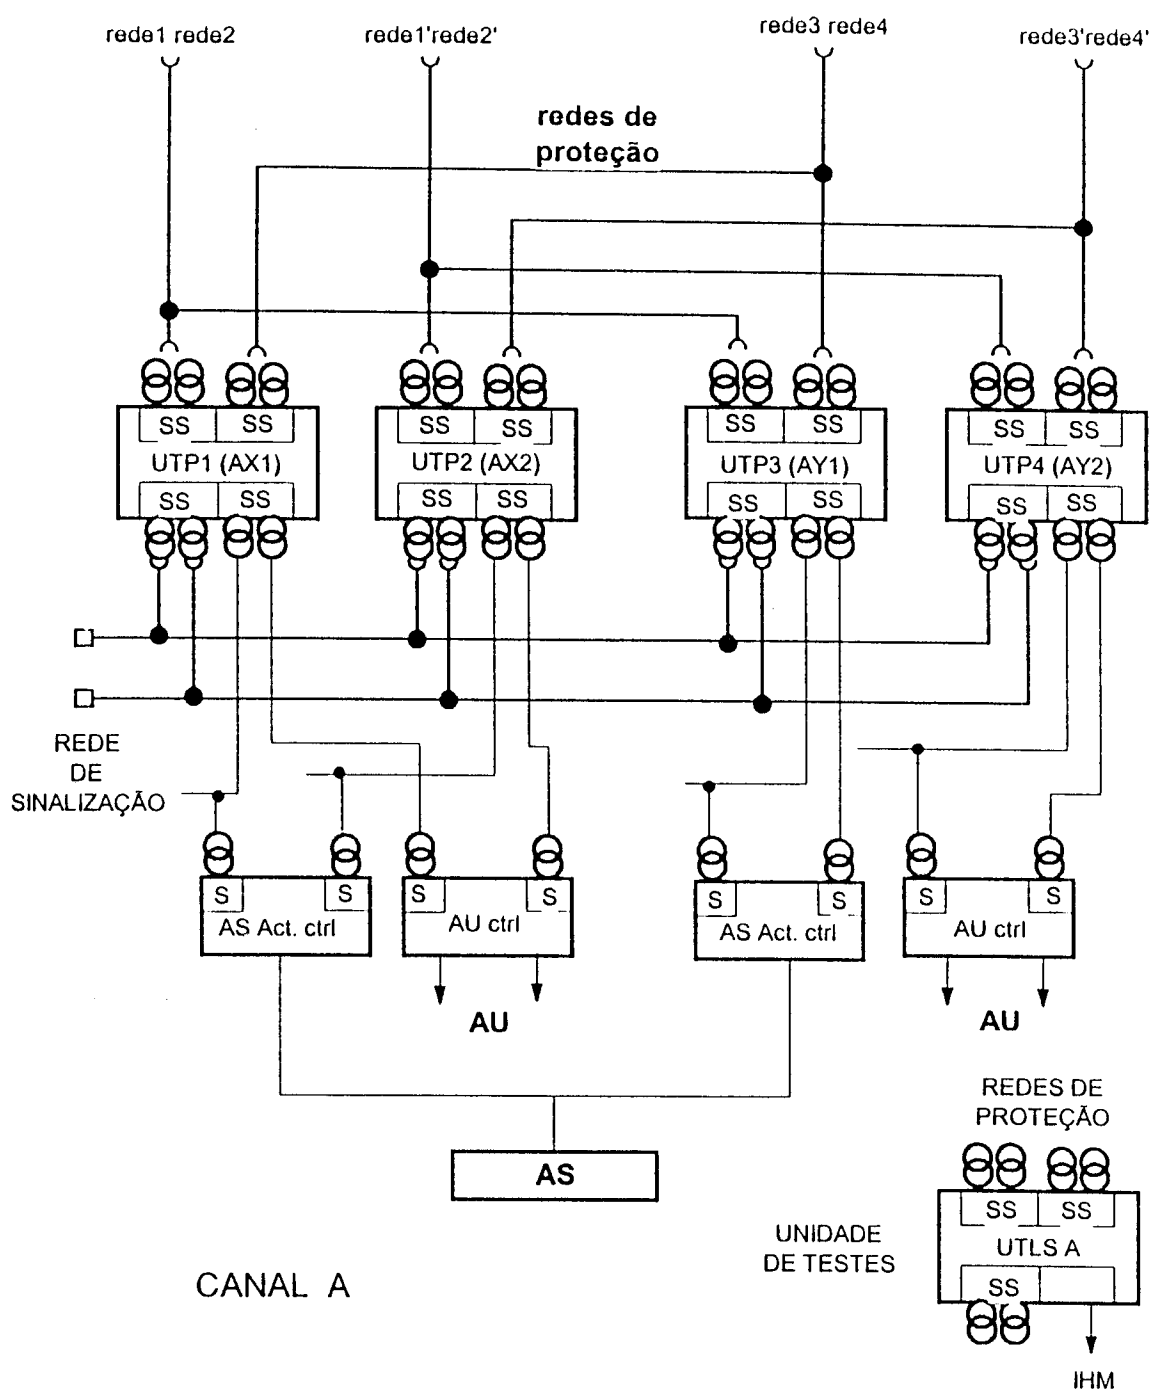 rede1 rede2
rede1'rede2'
rede3 rede4
rede3'rede4'
redes de
proteção
SS SS
UTP1 (AX1)
SS SS
SS SS
UTP2 (AX2)
SS SS
SS SS
UTP3 (AY1)
SS SS
SS SS
UTP4 (AY2)
SS SS
REDE
DE
SINALIZAÇÃO
S S
AS Act. ctrl
S S
AU ctrl
S S
AS Act. ctrl
S S
AU ctrl
AU
AU
AS
REDES DE
PROTEÇÃO
SS SS
UTLS A
SS
UNIDADE
DE TESTES
CANAL A
IHM